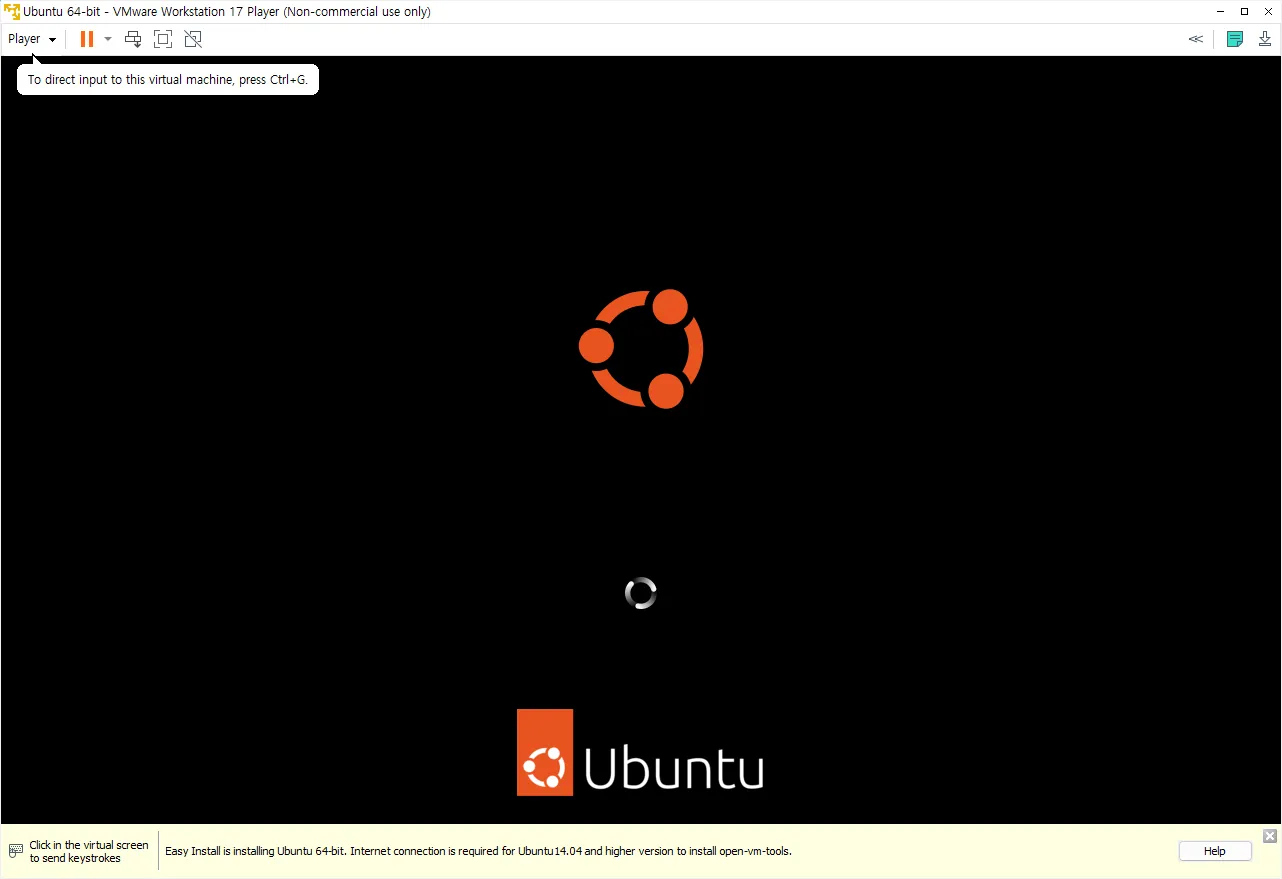 Ubuntu 64-bit - VMware Workstation 17 Player (Non-commercial use only)
Player
To direct input to this virtual machine, press Ctrl+G.
Ubuntu
Click in the virtual screen
to send keystrokes
Easy Install is installing Ubuntu 64-bit. Internet connection is required for Ubuntu14.04 and higher version to install open-vm-tools.
Help